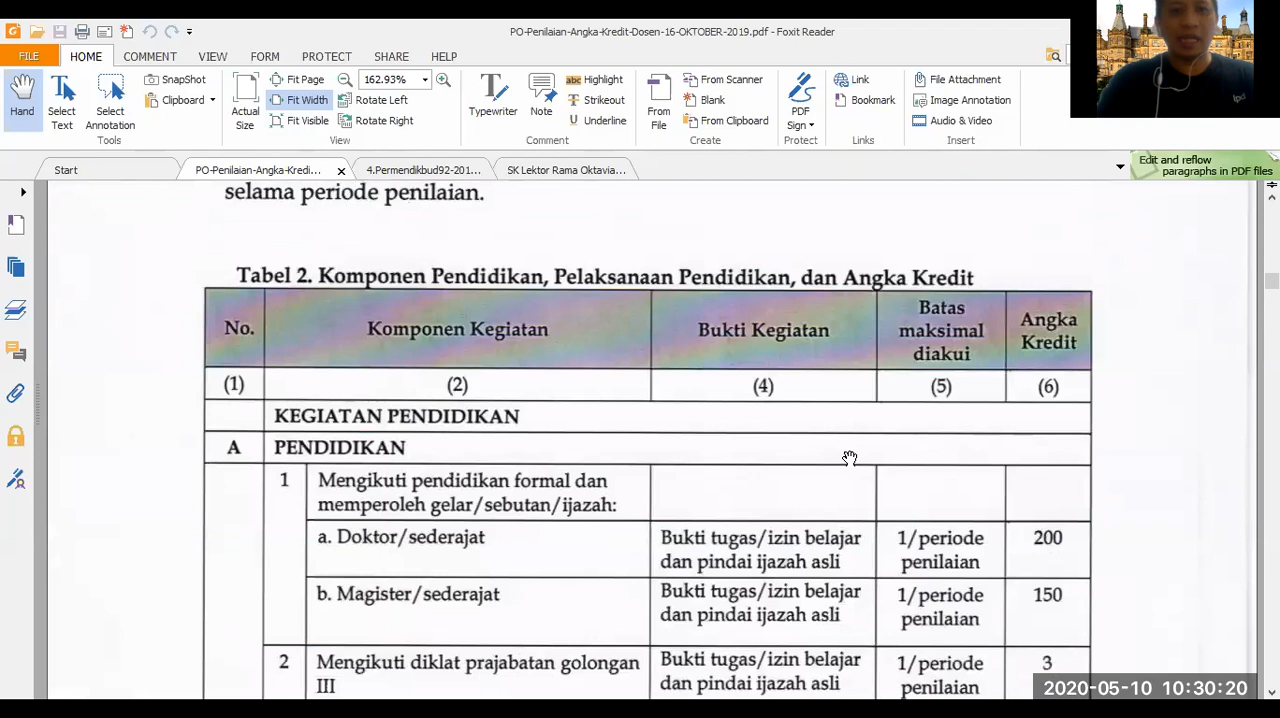 PO-Penilaian-Angka-Kredit-Dosen-16-OKTOBER-2019.pdf - Foxit Reader
FILE HOME COMMENT VIEW FORM PROTECT SHARE HELP
Hand
Select Text
Select Annotation
SnapShot
Clipboard
Tools
Actual Size
Fit Page
Fit Width
Fit Visible
162.93%
Rotate Left
Rotate Right
View
Typewriter
Note
Highlight
Strikeout
Underline
Comment
From File
From Scanner
Blank
From Clipboard
Create
PDF Sign
Protect
Link
Bookmark
Links
File Attachment
Image Annotation
Audio & Video
Insert
Start
PO-Penilaian-Angka-Kredi...
4.Permendikbud92-201...
SK Lektor Rama Oktavia...
Edit and reflow
paragraphs in PDF files
selama periode penilaian.
Tabel 2. Komponen Pendidikan, Pelaksanaan Pendidikan, dan Angka Kredit
No. Komponen Kegiatan Bukti Kegiatan Batas maksimal diakui Angka Kredit
(1) (2) (4) (5) (6)
KEGIATAN PENDIDIKAN
A PENDIDIKAN
1 Mengikuti pendidikan formal dan
memperoleh gelar/sebutan/ijazah:
a. Doktor/sederajat Bukti tugas/izin belajar 1/periode 200
dan pindai ijazah asli penilaian
b. Magister/sederajat Bukti tugas/izin belajar 1/periode 150
dan pindai ijazah asli penilaian
2 Mengikuti diklat prajabatan golongan Bukti tugas/izin belajar 1/periode 3
III dan pindai ijazah asli penilaian
2020-05-10 10:30:20